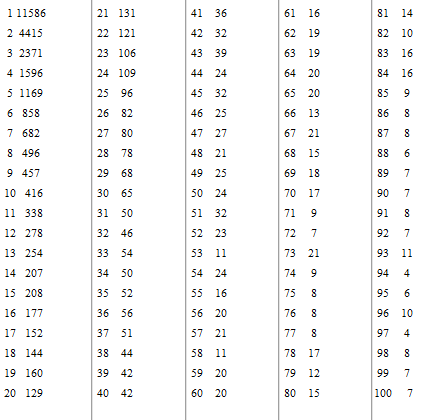 1 11586 21 131 41 36 61 16 81 14
2 4415 22 121 42 32 62 19 82 10
3 2371 23 106 43 39 63 19 83 16
4 1596 24 109 44 24 64 20 84 16
5 1169 25 96 45 32 65 20 85 9
6 858 26 82 46 25 66 13 86 8
7 682 27 80 47 27 67 21 87 8
8 496 28 78 48 21 68 15 88 6
9 457 29 68 49 25 69 18 89 7
10 416 30 65 50 24 70 17 90 7
11 338 31 50 51 32 71 9 91 8
12 278 32 46 52 23 72 7 92 7
13 254 33 54 53 11 73 21 93 11
14 207 34 50 54 24 74 9 94 4
15 208 35 52 55 16 75 8 95 6
16 177 36 56 56 20 76 8 96 10
17 152 37 51 57 21 77 8 97 4
18 144 38 44 58 11 78 17 98 8
19 160 39 42 59 20 79 12 99 7
20 129 40 42 60 20 80 15 100 7